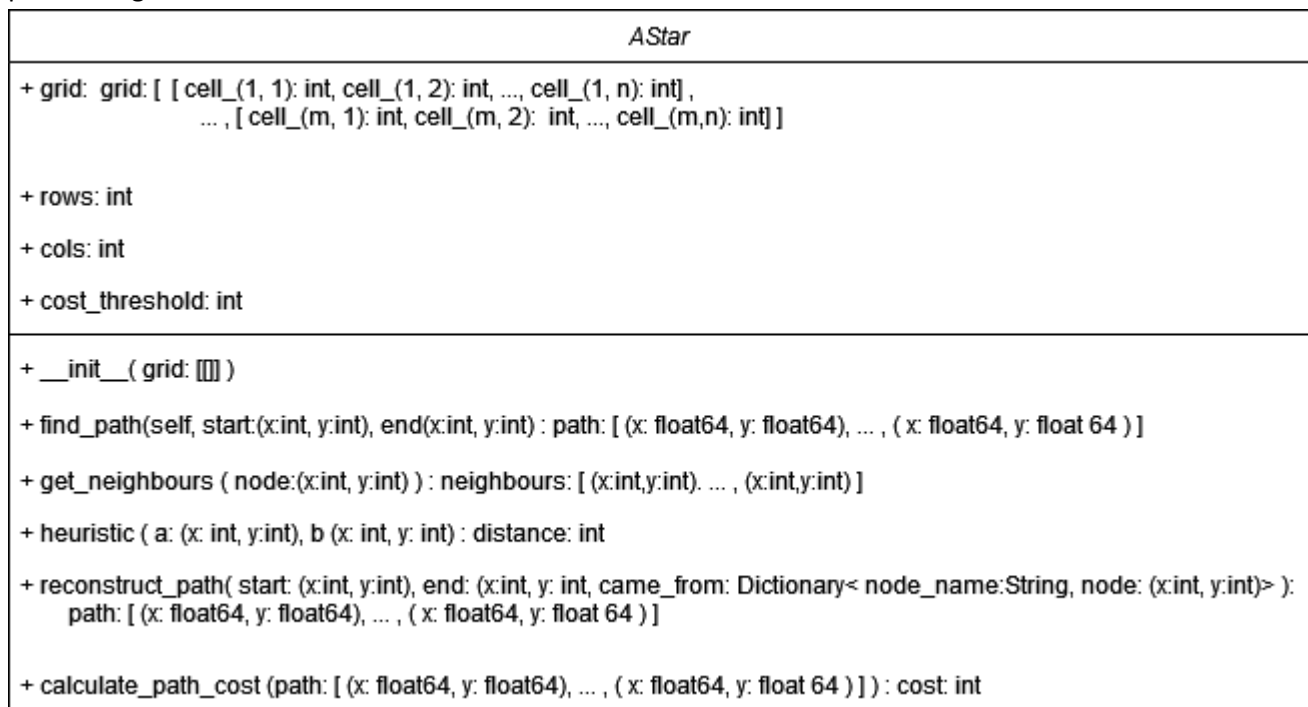 AStar
+ grid:  grid: [ [ cell_(1, 1): int, cell_(1, 2): int, ..., cell_(1, n): int] ,
... , [ cell_(m, 1): int, cell_(m, 2):  int, ..., cell_(m,n): int] ]
+ rows: int
+ cols: int
+ cost_threshold: int
+ __init__( grid: [[]] )
+ find_path(self, start:(x:int, y:int), end(x:int, y:int) : path: [ (x: float64, y: float64), ... , ( x: float64, y: float 64 ) ]
+ get_neighbours ( node:(x:int, y:int) ) : neighbours: [ (x:int,y:int). ... , (x:int,y:int) ]
+ heuristic ( a: (x: int, y:int), b (x: int, y: int) : distance: int
+ reconstruct_path( start: (x:int, y:int), end: (x:int, y: int, came_from: Dictionary< node_name:String, node: (x:int, y:int)> ):
path: [ (x: float64, y: float64), ... , ( x: float64, y: float 64 ) ]
+ calculate_path_cost (path: [ (x: float64, y: float64), ... , ( x: float64, y: float 64 ) ] ) : cost: int